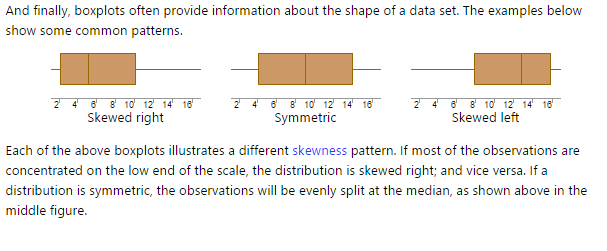 And finally, boxplots often provide information about the shape of a data set. The examples below
show some common patterns.
2 4 6 8 10 12 14 16
2 4 6 8 10 12 14 16
2 4 6 8 10 12 14 16
Skewed right
Symmetric
Skewed left
Each of the above boxplots illustrates a different skewness pattern. If most of the observations are
concentrated on the low end of the scale, the distribution is skewed right; and vice versa. If a
distribution is symmetric, the observations will be evenly split at the median, as shown above in the
middle figure.